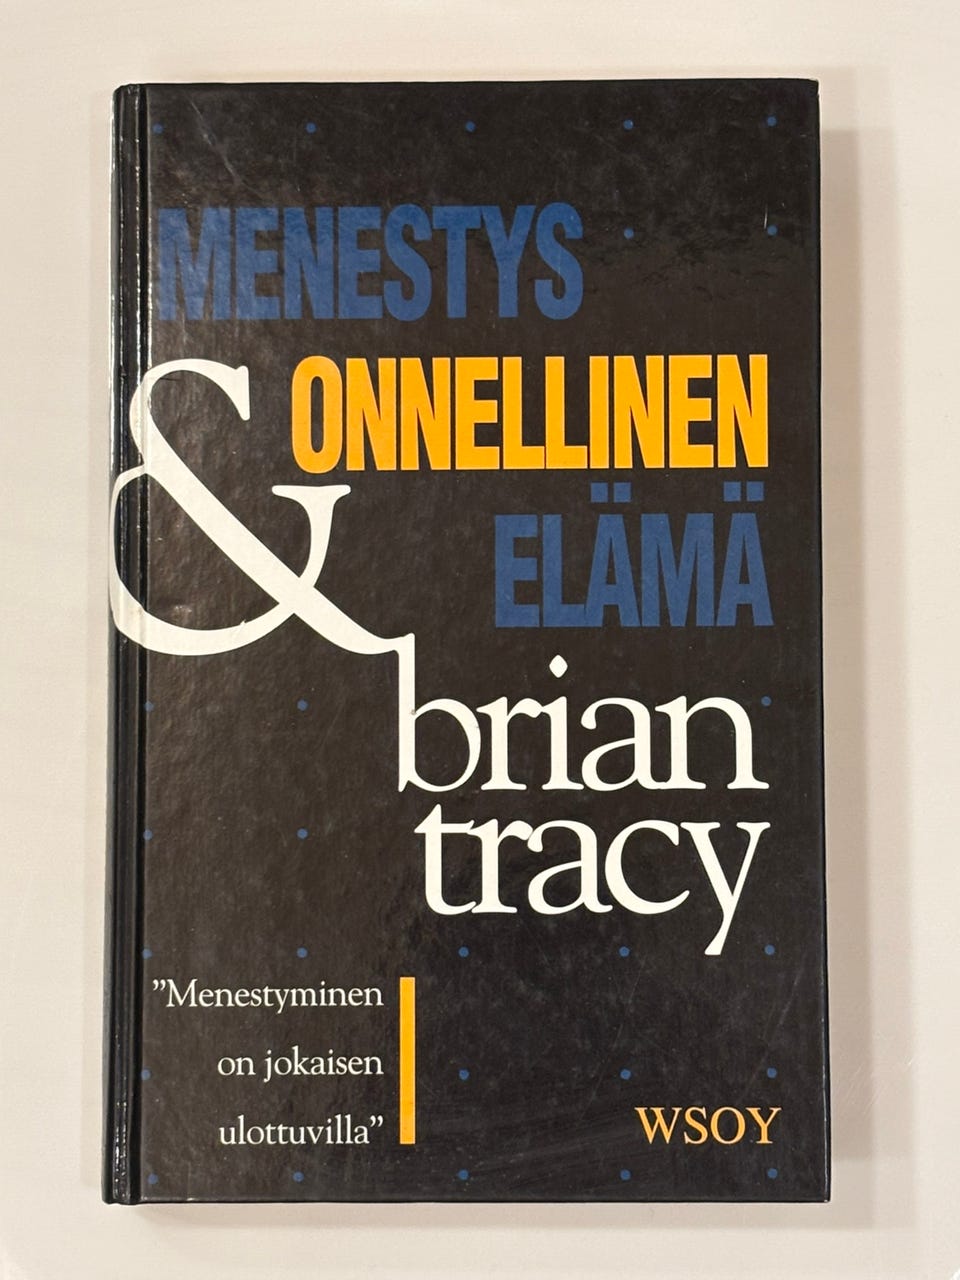 MENESTYS
& ONNELLINEN
ELÄMÄ
brian
tracy
”Menestyminen
on jokaisen
ulottuvilla”
WSOY